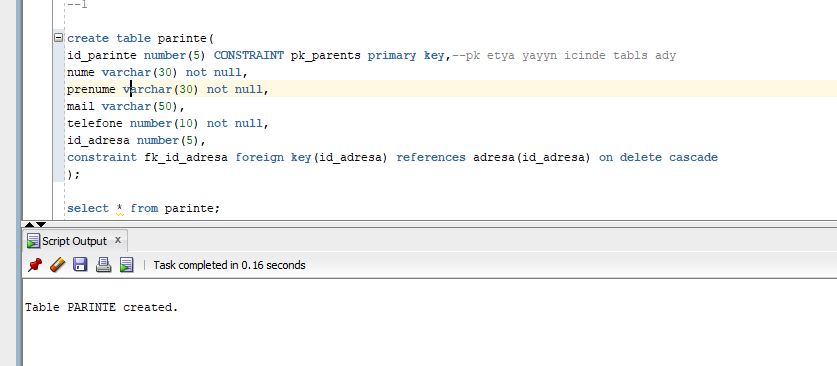 --1
create table parinte(
id_parinte number(5) CONSTRAINT pk_parents primary key,--pk etya yayyn icinde tabls ady
nume varchar(30) not null,
prenume varchar(30) not null,
mail varchar(50),
telefone number(10) not null,
id_adresa number(5),
constraint fk_id_adresa foreign key(id_adresa) references adresa(id_adresa) on delete cascade
);
select * from parinte;
Script Output x
Task completed in 0.16 seconds
Table PARINTE created.